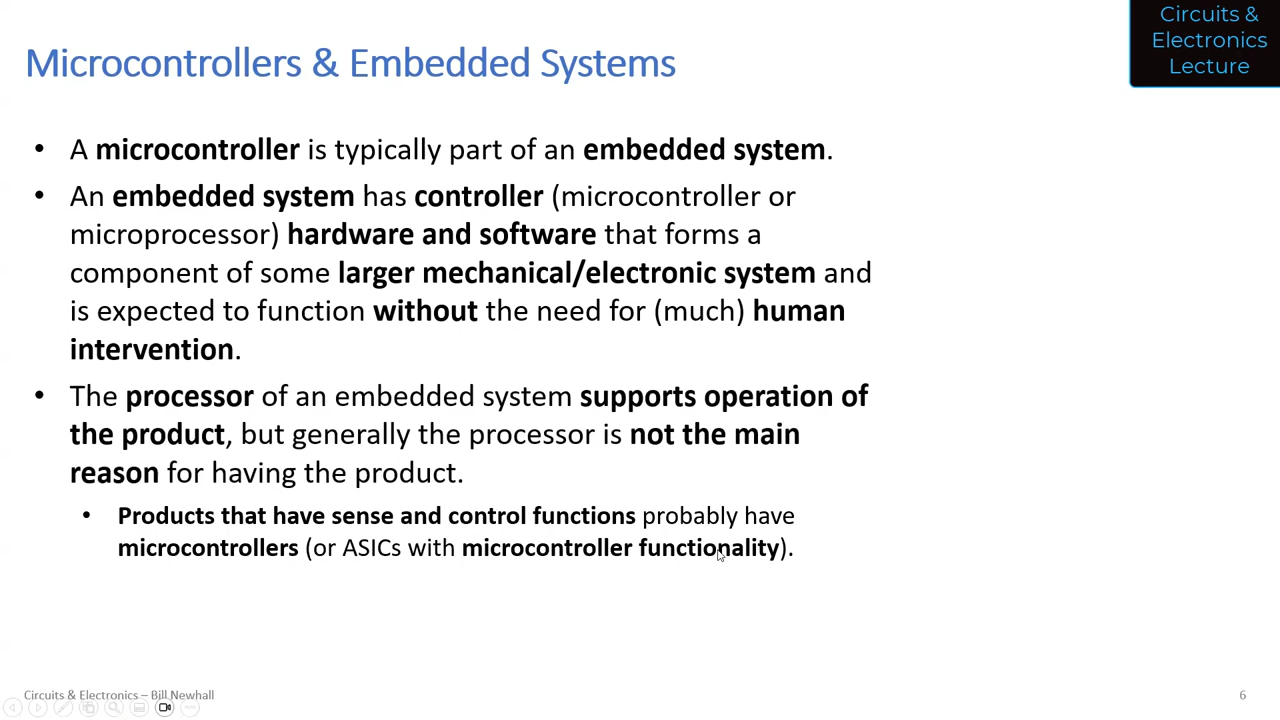 Circuits &
Electronics
Lecture
Microcontrollers & Embedded Systems
• A microcontroller is typically part of an embedded system.
• An embedded system has controller (microcontroller or
microprocessor) hardware and software that forms a
component of some larger mechanical/electronic system and
is expected to function without the need for (much) human
intervention.
• The processor of an embedded system supports operation of
the product, but generally the processor is not the main
reason for having the product.
• Products that have sense and control functions probably have
microcontrollers (or ASICs with microcontroller functionality).
Circuits & Electronics – Bill Newhall
6